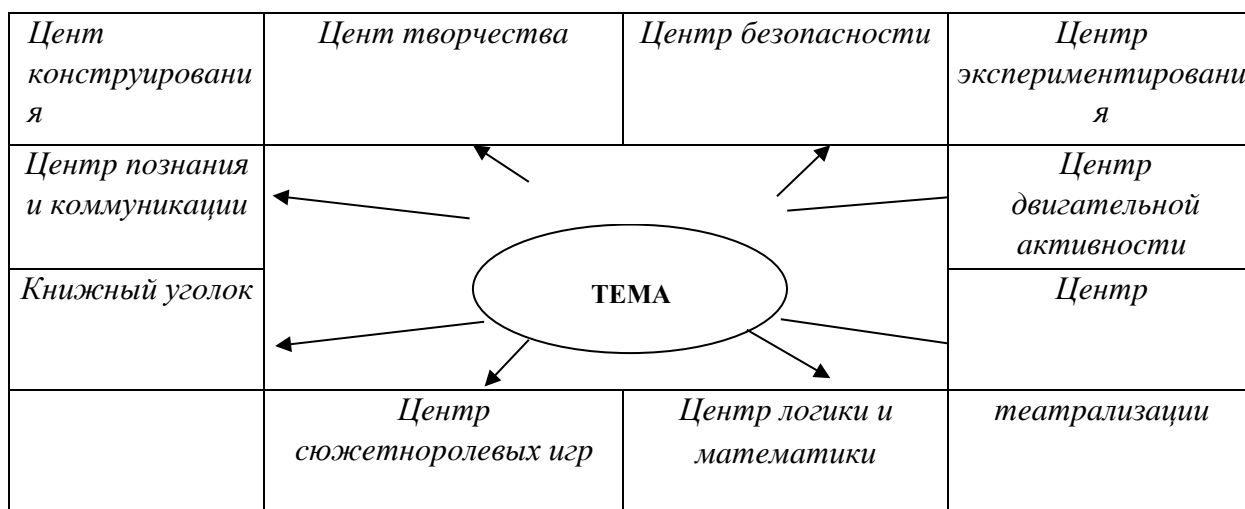 Цент
конструировани
я
Цент творчества
Центр безопасности
Центр
экспериментировани
я
Центр познания
и коммуникации
Центр
двигательной
активности
Книжный уголок
ТЕМА
Центр
Центр
сюжетноролевых игр
Центр логики и
математики
театрализации